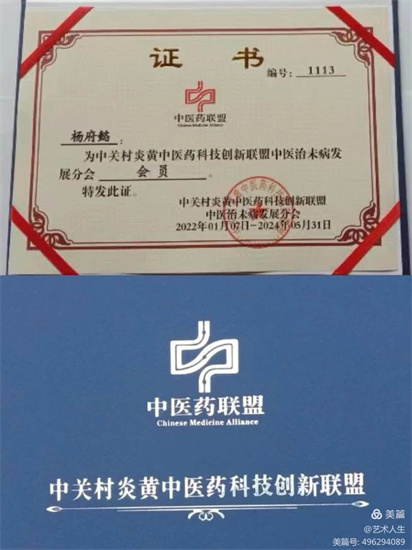 证 书
编号: 1113
中医药联盟
Chinese Medicine Alliance
杨府懿:
为中关村炎黄中医药科技创新联盟中医治未病发
展分会 会员 。
特发此证。
中关村炎黄中医药科技创新联盟
中医治未病发展分会
2022年01月07日-2024年05月31日
中医药联盟
Chinese Medicine Alliance
中关村炎黄中医药科技创新联盟
美篇
@艺术人生
美篇号: 496294089